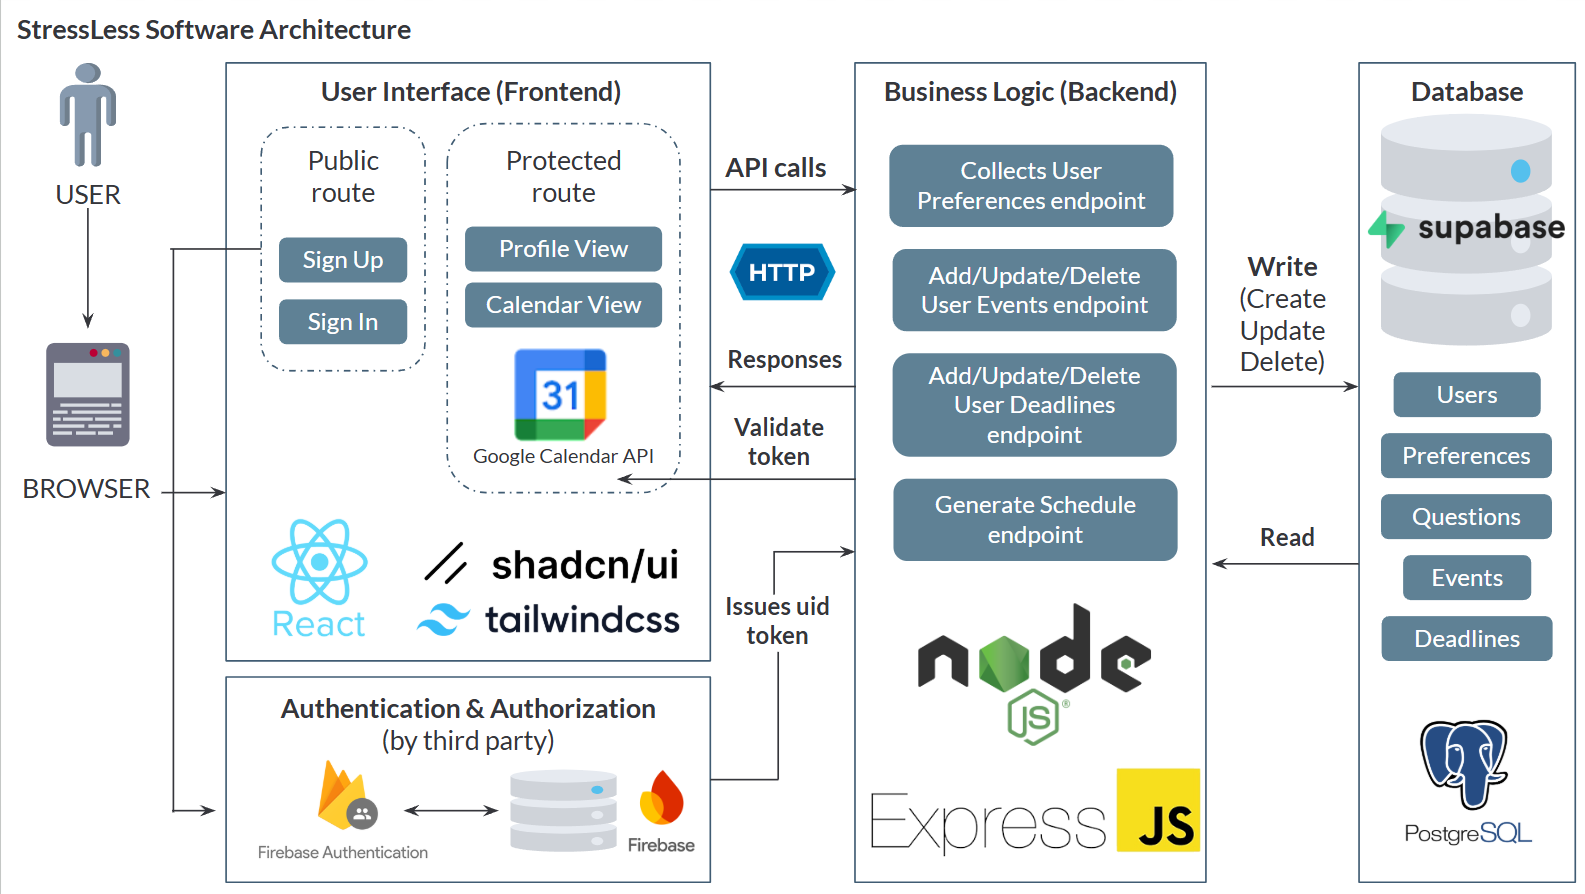 StressLess Software Architecture
USER
BROWSER
User Interface (Frontend)
Public
route
Sign Up
Sign In
Protected
route
Profile View
Calendar View
31
Google Calendar API
React
shadcn/ui
tailwindcss
Authentication & Authorization
(by third party)
Firebase Authentication
Firebase
API calls
HTTP
Responses
Validate
token
Issues uid
token
Business Logic (Backend)
Collects User
Preferences endpoint
Add/Update/Delete
User Events endpoint
Add/Update/Delete
User Deadlines
endpoint
Generate Schedule
endpoint
node
JS®
Express
JS
Write
(Create
Update
Delete)
Read
Database
supabase
Users
Preferences
Questions
Events
Deadlines
PostgreSQL